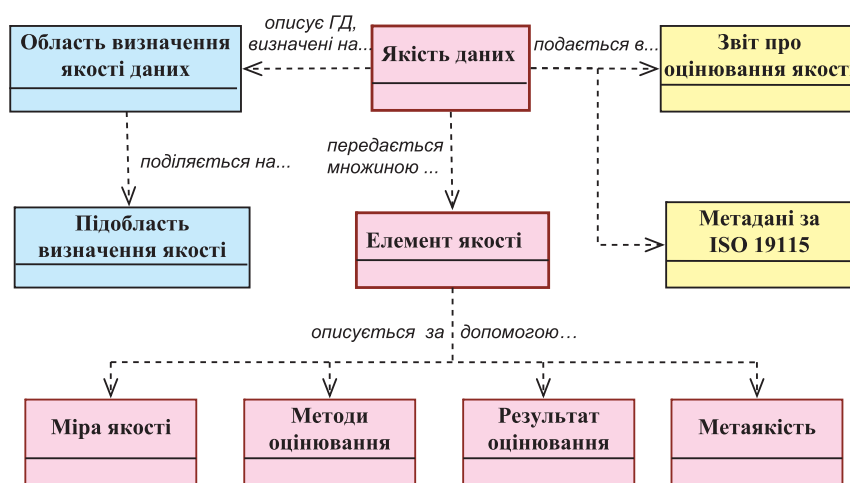 описує ГД,
визначені на...
Область визначення
якості даних
Якість даних
подається в...
Звіт про
оцінювання якості
поділяється на...
передається
множиною ...
Підобласть
визначення якості
Елемент якості
Метадані за
ISO 19115
описується за допомогою…
Міра якості
Методи
оцінювання
Результат
оцінювання
Метаякість